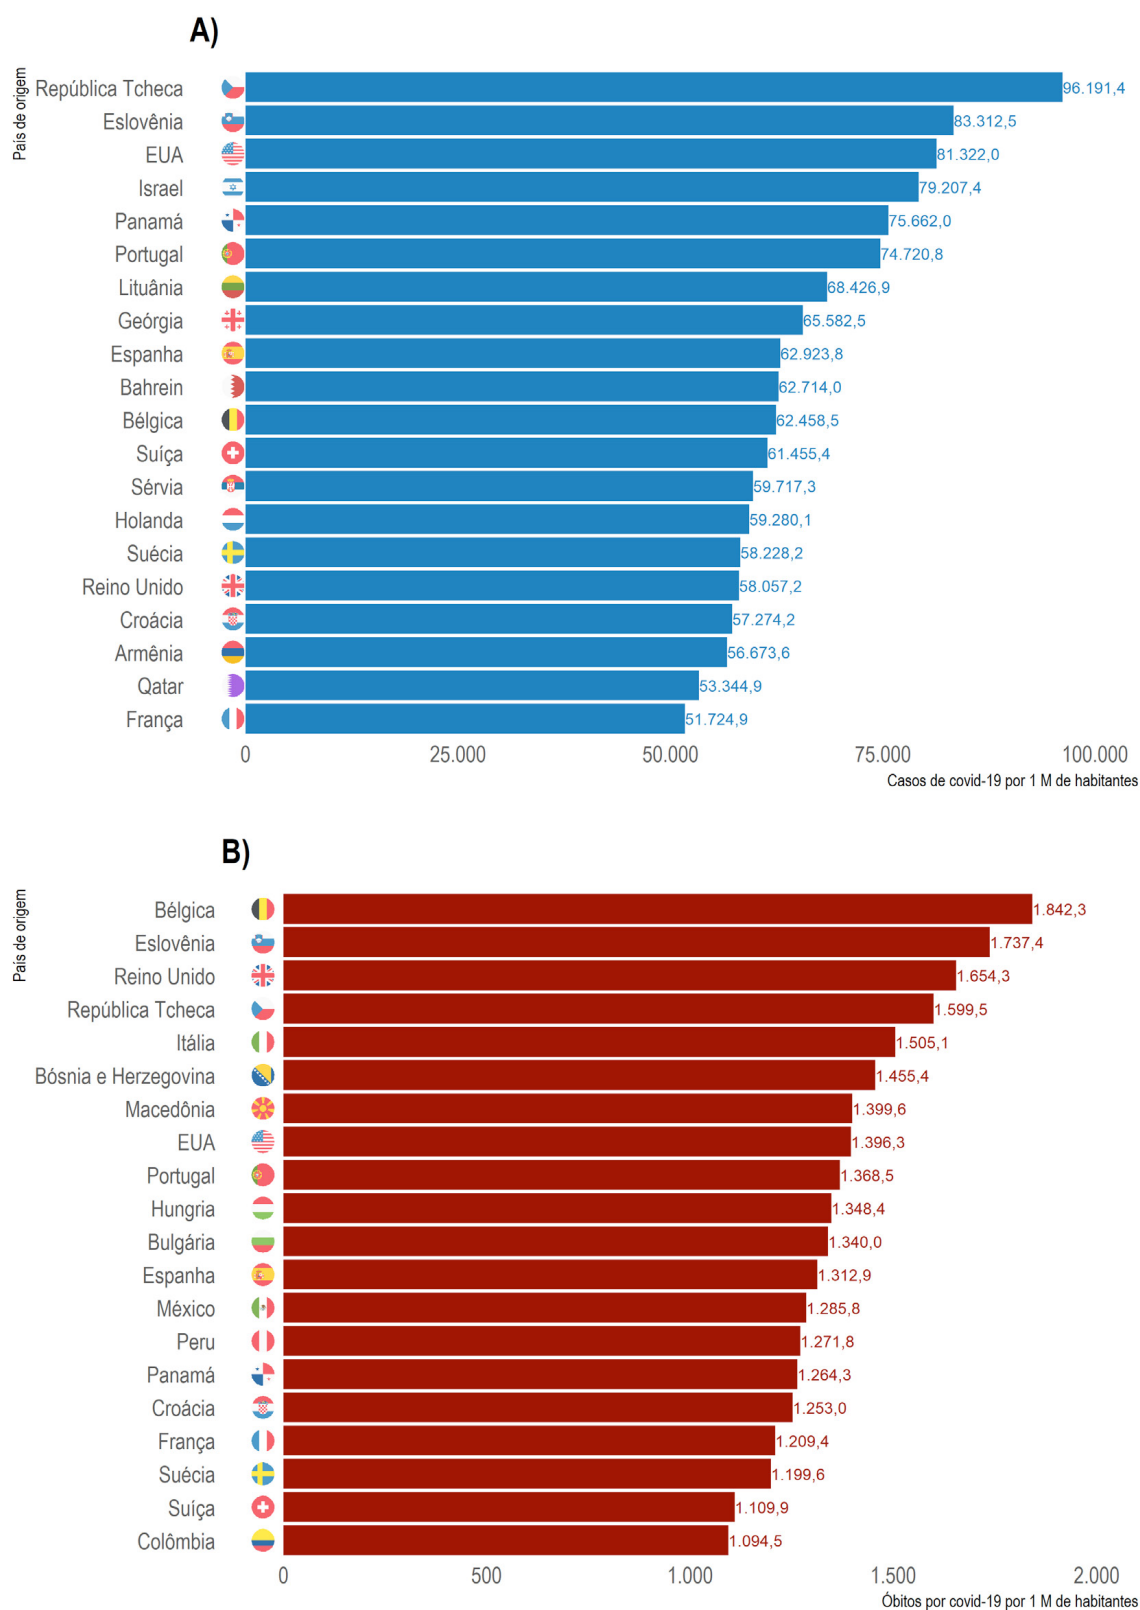 A)
País de origem
República Tcheca 96.191,4
Eslovênia 83.312,5
EUA 81.322,0
Israel 79.207,4
Panamá 75.662,0
Portugal 74.720,8
Lituânia 68.426,9
Geórgia 65.582,5
Espanha 62.923,8
Bahrein 62.714,0
Bélgica 62.458,5
Suíça 61.455,4
Sérvia 59.717,3
Holanda 59.280,1
Suécia 58.228,2
Reino Unido 58.057,2
Croácia 57.274,2
Armênia 56.673,6
Qatar 53.344,9
França 51.724,9
0 25.000 50.000 75.000 100.000
Casos de covid-19 por 1 M de habitantes
B)
País de origem
Bélgica 1.842,3
Eslovênia 1.737,4
Reino Unido 1.654,3
República Tcheca 1.599,5
Itália 1.505,1
Bósnia e Herzegovina 1.455,4
Macedônia 1.399,6
EUA 1.396,3
Portugal 1.368,5
Hungria 1.348,4
Bulgária 1.340,0
Espanha 1.312,9
México 1.285,8
Peru 1.271,8
Panamá 1.264,3
Croácia 1.253,0
França 1.209,4
Suécia 1.199,6
Suíça 1.109,9
Colômbia 1.094,5
0 500 1.000 1.500 2.000
Óbitos por covid-19 por 1 M de habitantes